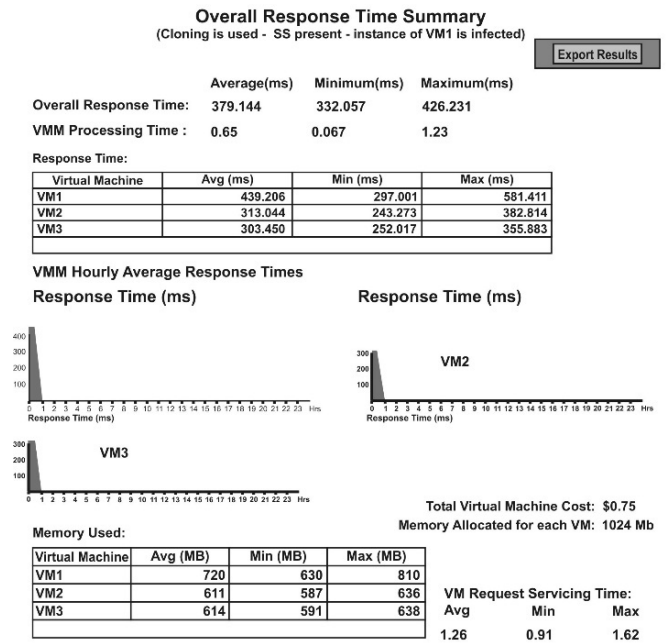 Overall Response Time Summary
(Cloning is used - SS present - instance of VM1 is infected)
Export Results
Average(ms) Minimum(ms) Maximum(ms)
Overall Response Time: 379.144 332.057 426.231
VMM Processing Time : 0.65 0.067 1.23
Response Time:
Virtual Machine Avg (ms) Min (ms) Max (ms)
VM1 439.206 297.001 581.411
VM2 313.044 243.273 382.814
VM3 303.450 252.017 355.883
VMM Hourly Average Response Times
Response Time (ms)
400
300
200
100
0 1 2 3 4 5 6 7 8 9 10 11 12 13 14 15 16 17 18 19 20 21 22 23 Hrs
Response Time (ms)
Response Time (ms)
VM2
300
200
100
0 1 2 3 4 5 6 7 8 9 10 11 12 13 14 15 16 17 18 19 20 21 22 23 Hrs
Response Time (ms)
VM3
300
200
100
0 1 2 3 4 5 6 7 8 9 10 11 12 13 14 15 16 17 18 19 20 21 22 23 Hrs
Total Virtual Machine Cost: $0.75
Memory Allocated for each VM: 1024 Mb
Memory Used:
Virtual Machine Avg (MB) Min (MB) Max (MB)
VM1 720 630 810
VM2 611 587 636
VM3 614 591 638
VM Request Servicing Time:
Avg Min Max
1.26 0.91 1.62